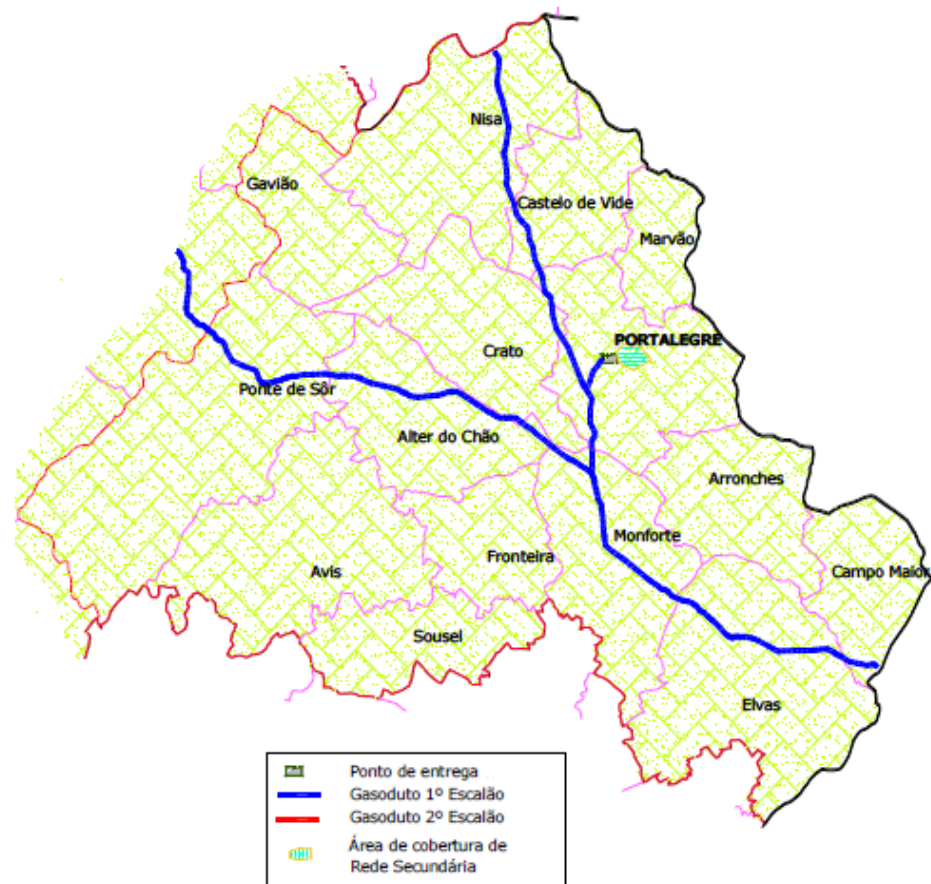 Nisa
Gavião
Castelo de Vide
Marvão
PORTALEGRE
Crato
Ponte de Sôr
Alter do Chão
Arronches
Monforte
Fronteira
Avis
Campo Maior
Sousel
Elvas
Ponto de entrega
Gasoduto 1º Escalão
Gasoduto 2º Escalão
Área de cobertura de
Rede Secundária